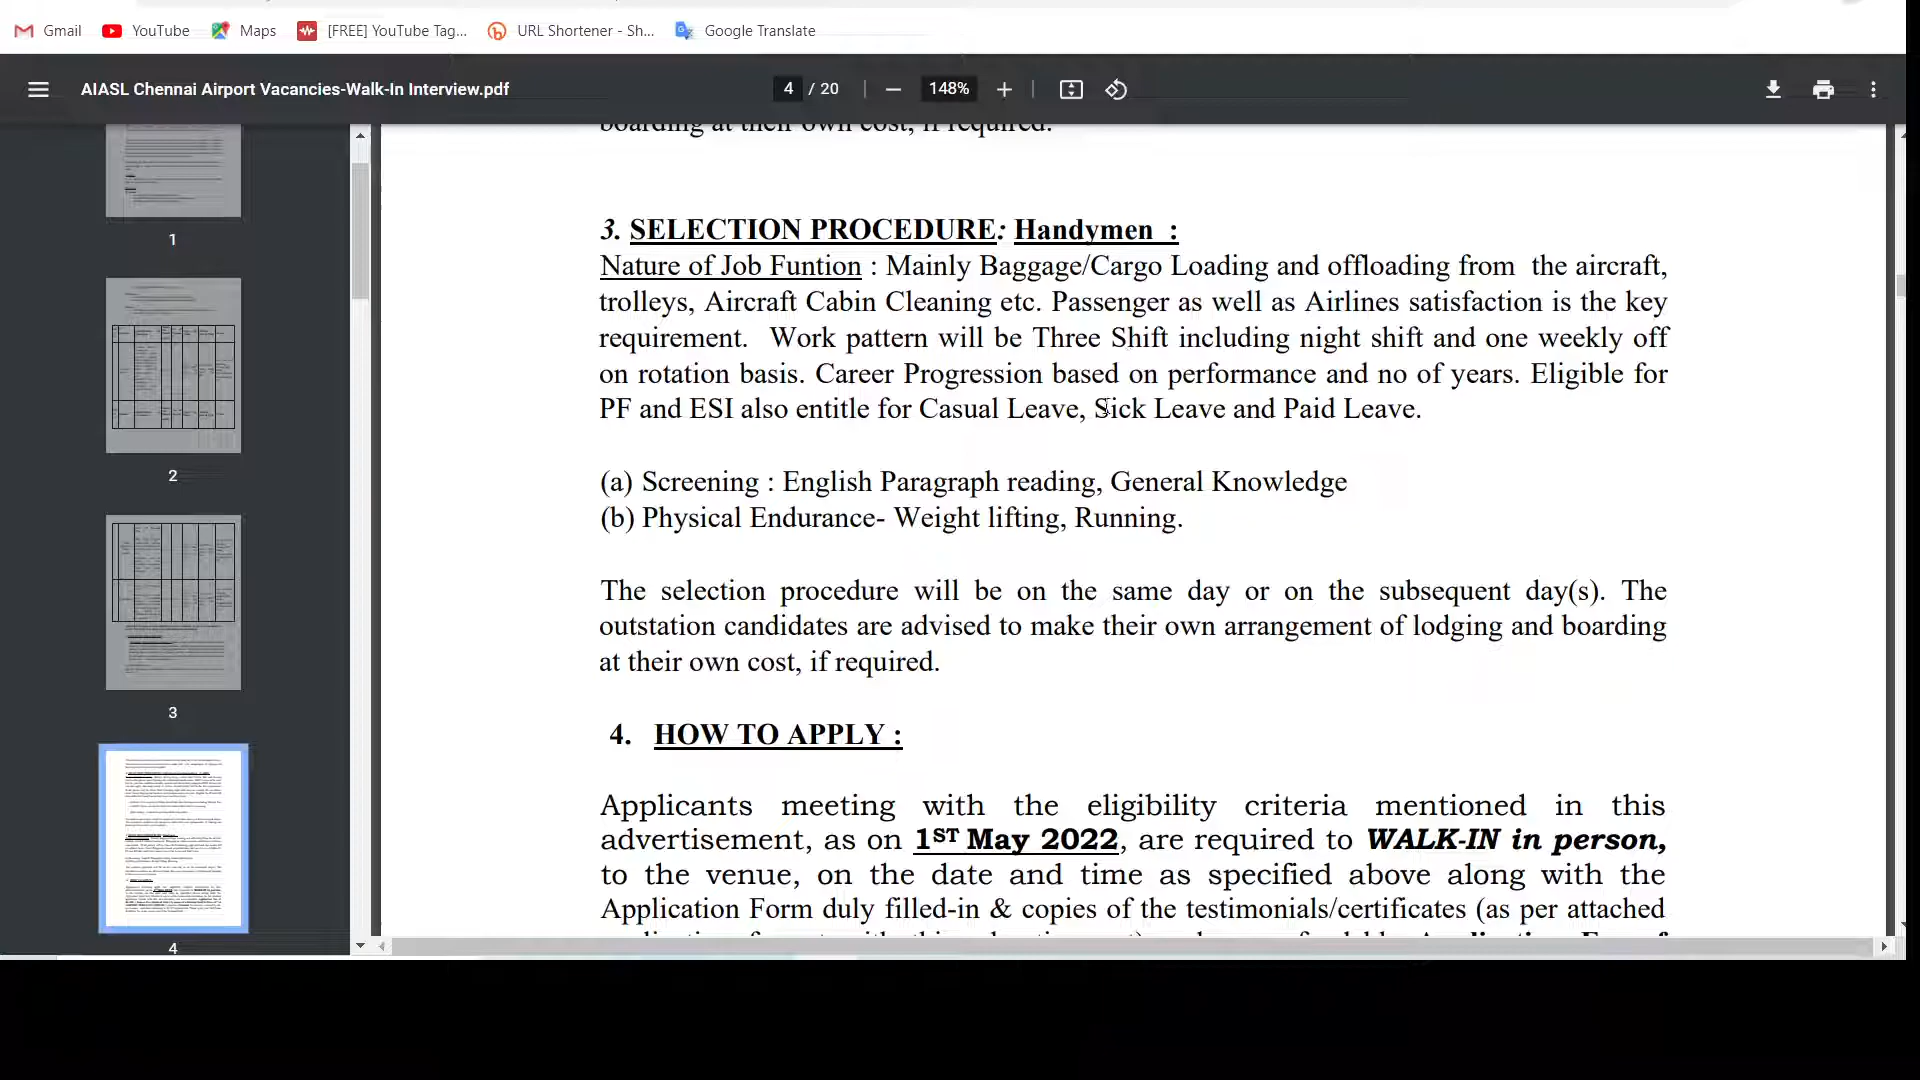 Gmail YouTube Maps [FREE] YouTube Tag... URL Shortener - Sh... Google Translate
AIASL Chennai Airport Vacancies-Walk-In Interview.pdf 4 / 20 148%
boarding at their own cost, if required.
3. SELECTION PROCEDURE: Handymen :
Nature of Job Funtion : Mainly Baggage/Cargo Loading and offloading from the aircraft,
trolleys, Aircraft Cabin Cleaning etc. Passenger as well as Airlines satisfaction is the key
requirement. Work pattern will be Three Shift including night shift and one weekly off
on rotation basis. Career Progression based on performance and no of years. Eligible for
PF and ESI also entitle for Casual Leave, Sick Leave and Paid Leave.
(a) Screening : English Paragraph reading, General Knowledge
(b) Physical Endurance- Weight lifting, Running.
The selection procedure will be on the same day or on the subsequent day(s). The
outstation candidates are advised to make their own arrangement of lodging and boarding
at their own cost, if required.
4. HOW TO APPLY :
Applicants meeting with the eligibility criteria mentioned in this
advertisement, as on 1ST May 2022, are required to WALK-IN in person,
to the venue, on the date and time as specified above along with the
Application Form duly filled-in & copies of the testimonials/certificates (as per attached
1
2
3
4